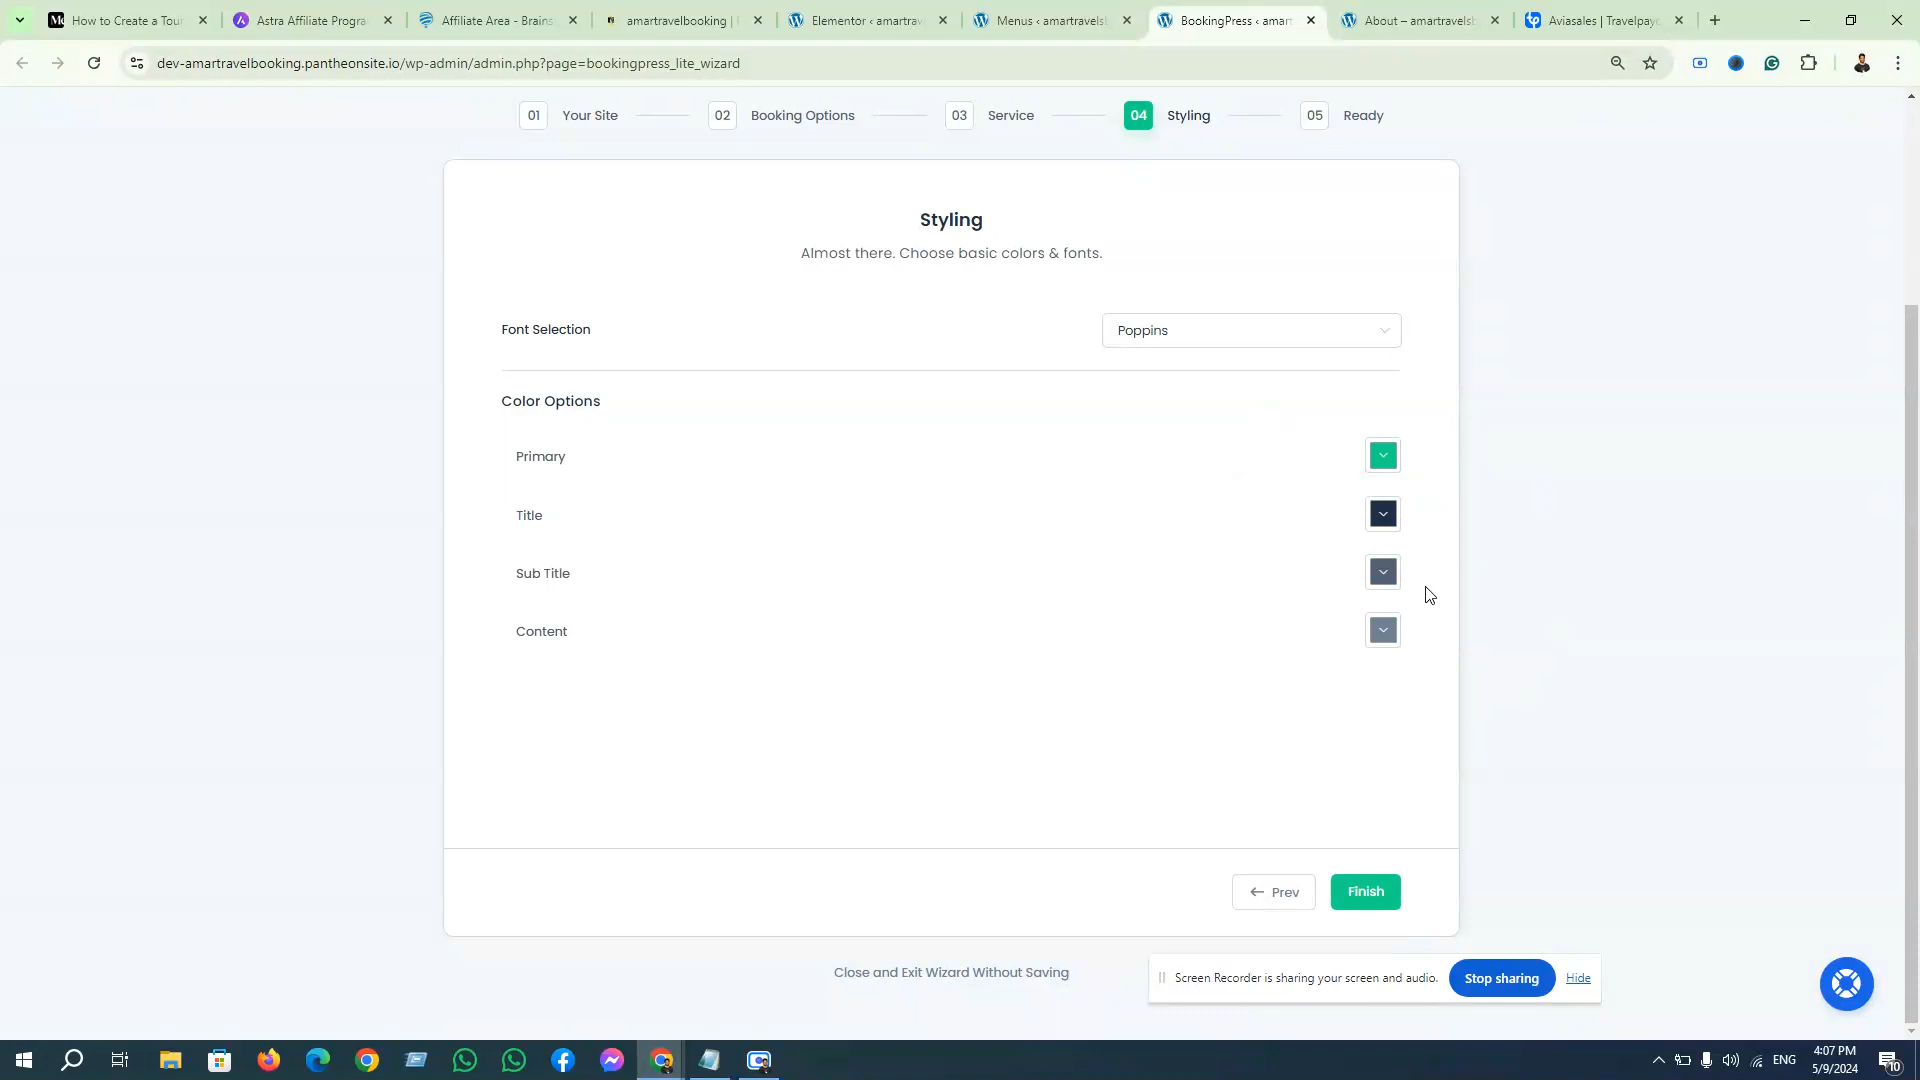 How to Create a Tour
Astra Affiliate Progra
Affiliate Area - Brains
amartravelbooking |
Elementor ‹ amartrav
Menus ‹ amartravelsl
BookingPress ‹ amart
About – amartravelsl
Aviasales | Travelpayo
dev-amartravelbooking.pantheonsite.io/wp-admin/admin.php?page=bookingpress_lite_wizard
01 Your Site
02 Booking Options
03 Service
04 Styling
05 Ready
Styling
Almost there. Choose basic colors & fonts.
Font Selection
Poppins
Color Options
Primary
Title
Sub Title
Content
← Prev
Finish
Close and Exit Wizard Without Saving
Screen Recorder is sharing your screen and audio.
Stop sharing
Hide
ENG
4:07 PM
5/9/2024
10